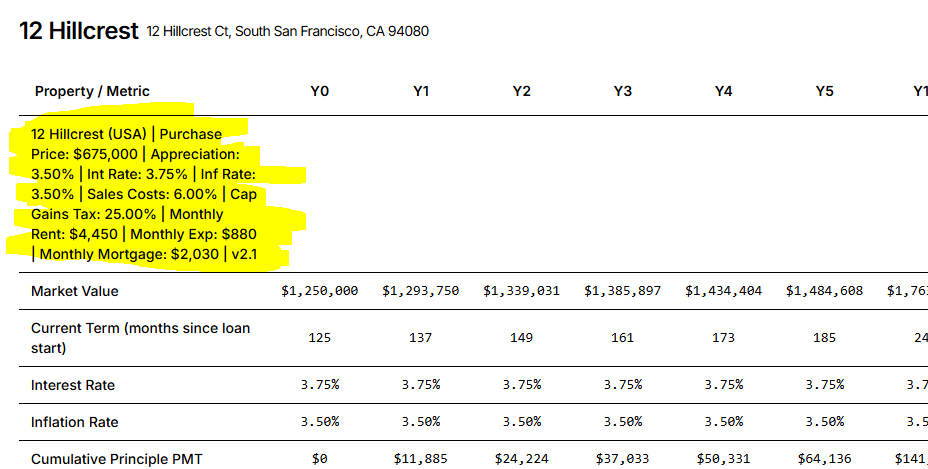 12 Hillcrest 12 Hillcrest Ct, South San Francisco, CA 94080
Property / Metric Y0 Y1 Y2 Y3 Y4 Y5 Y1
12 Hillcrest (USA) | Purchase
Price: $675,000 | Appreciation:
3.50% | Int Rate: 3.75% | Inf Rate:
3.50% | Sales Costs: 6.00% | Cap
Gains Tax: 25.00% | Monthly
Rent: $4,450 | Monthly Exp: $880
| Monthly Mortgage: $2,030 | v2.1
Market Value $1,250,000 $1,293,750 $1,339,031 $1,385,897 $1,434,404 $1,484,608 $1,76
Current Term (months since loan
start) 125 137 149 161 173 185 24
Interest Rate 3.75% 3.75% 3.75% 3.75% 3.75% 3.75% 3.7
Inflation Rate 3.50% 3.50% 3.50% 3.50% 3.50% 3.50% 3.5
Cumulative Principle PMT $0 $11,885 $24,224 $37,033 $50,331 $64,136 $141,